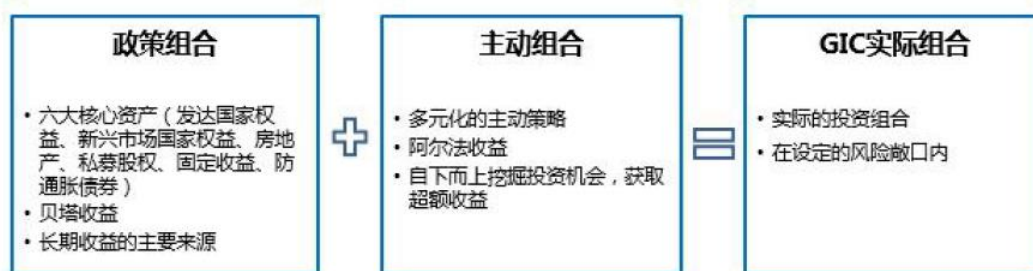 政策组合
• 六大核心资产（发达国家权
益、新兴市场国家权益、房地
产、私募股权、固定收益、防
通胀债券）
• 贝塔收益
• 长期收益的主要来源
主动组合
• 多元化的主动策略
• 阿尔法收益
• 自下而上挖掘投资机会，获取
超额收益
GIC实际组合
• 实际的投资组合
• 在设定的风险敞口内